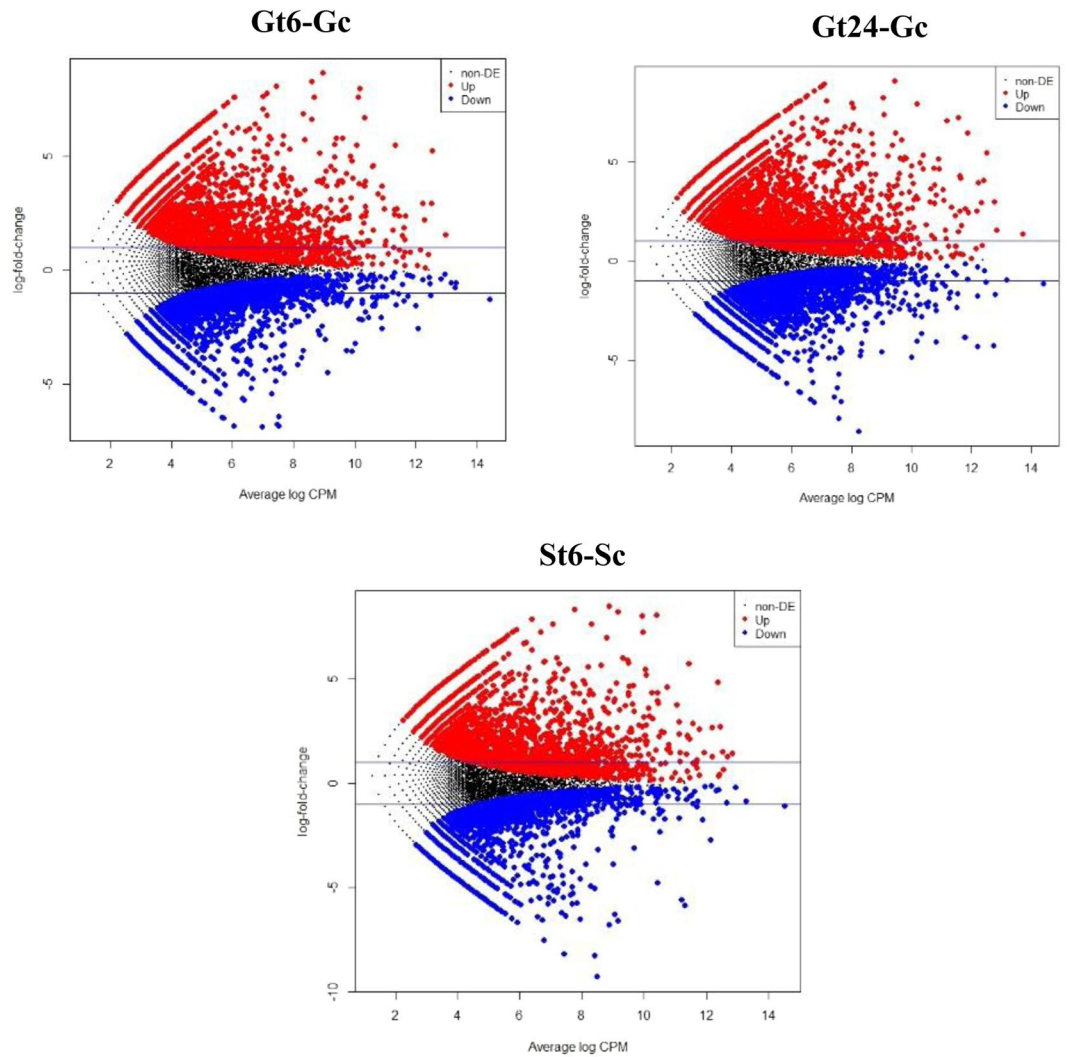 Gt6-Gc
non-DE
Up
Down
5
0
-5
log-fold-change
2 4 6 8 10 12 14
Average log CPM
Gt24-Gc
non-DE
Up
Down
5
0
-5
log-fold-change
2 4 6 8 10 12 14
Average log CPM
St6-Sc
non-DE
Up
Down
5
0
-5
-10
log-fold-change
2 4 6 8 10 12 14
Average log CPM